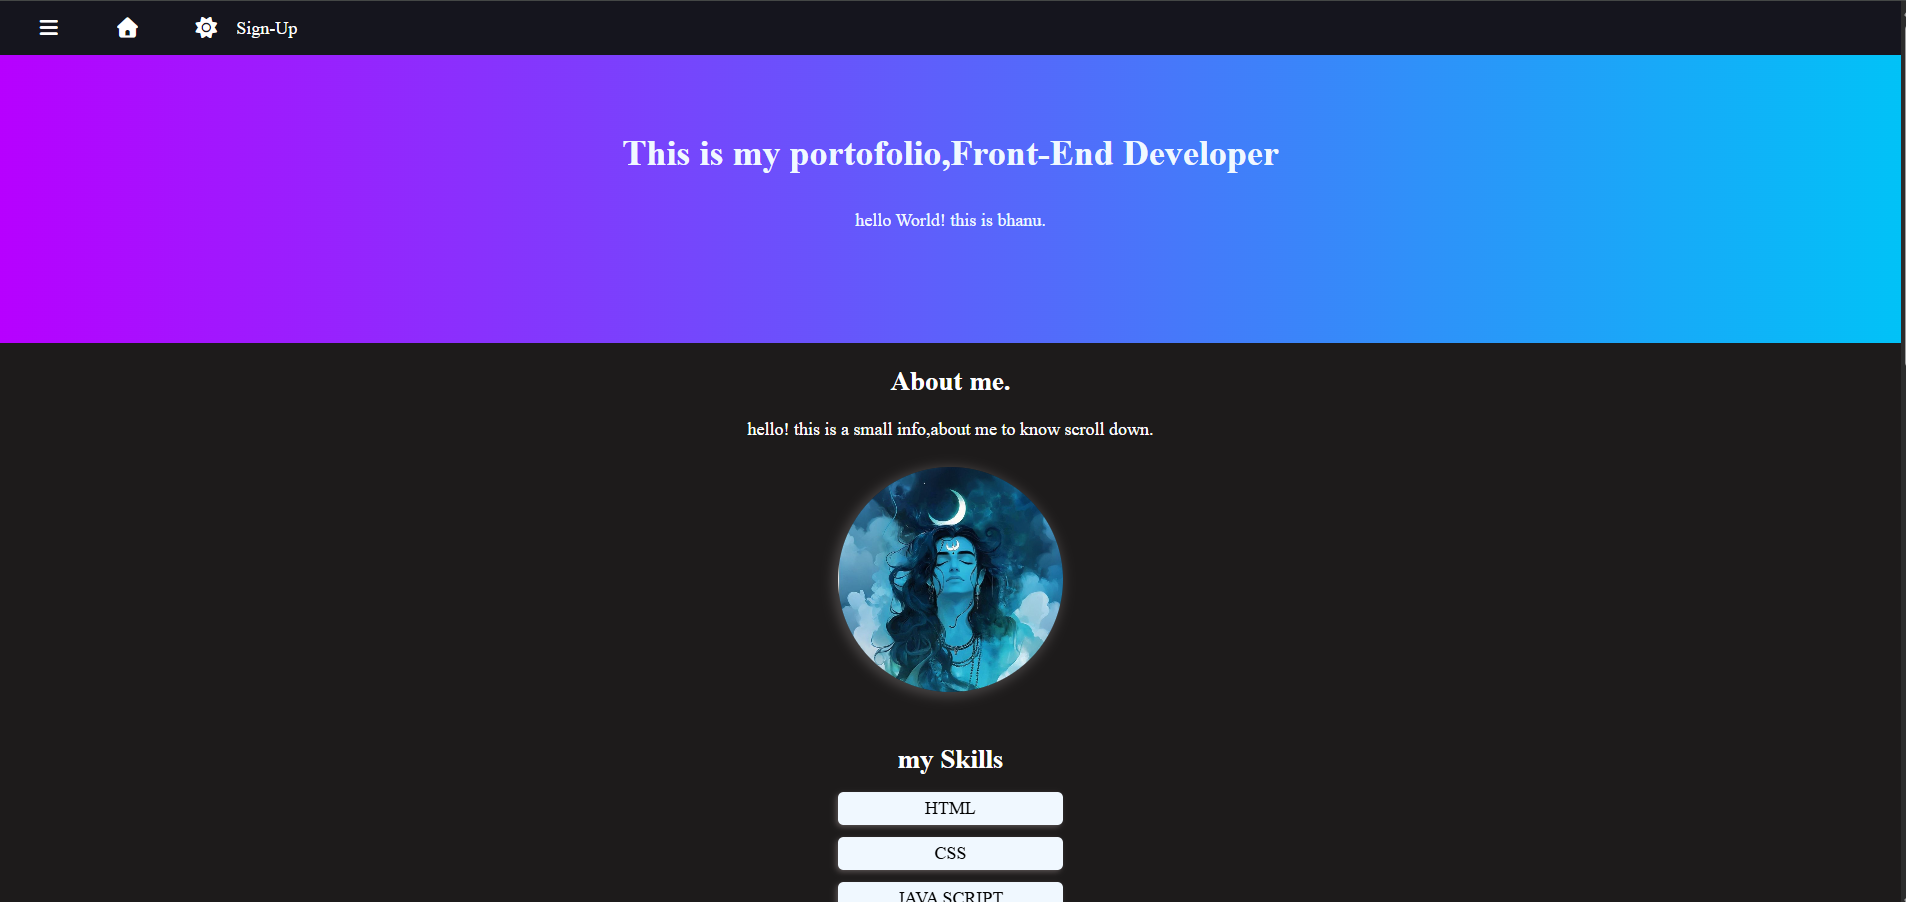 Sign-Up
This is my portofolio,Front-End Developer
hello World! this is bhanu.
About me.
hello! this is a small info,about me to know scroll down.
my Skills
HTML
CSS
JAVA SCRIPT